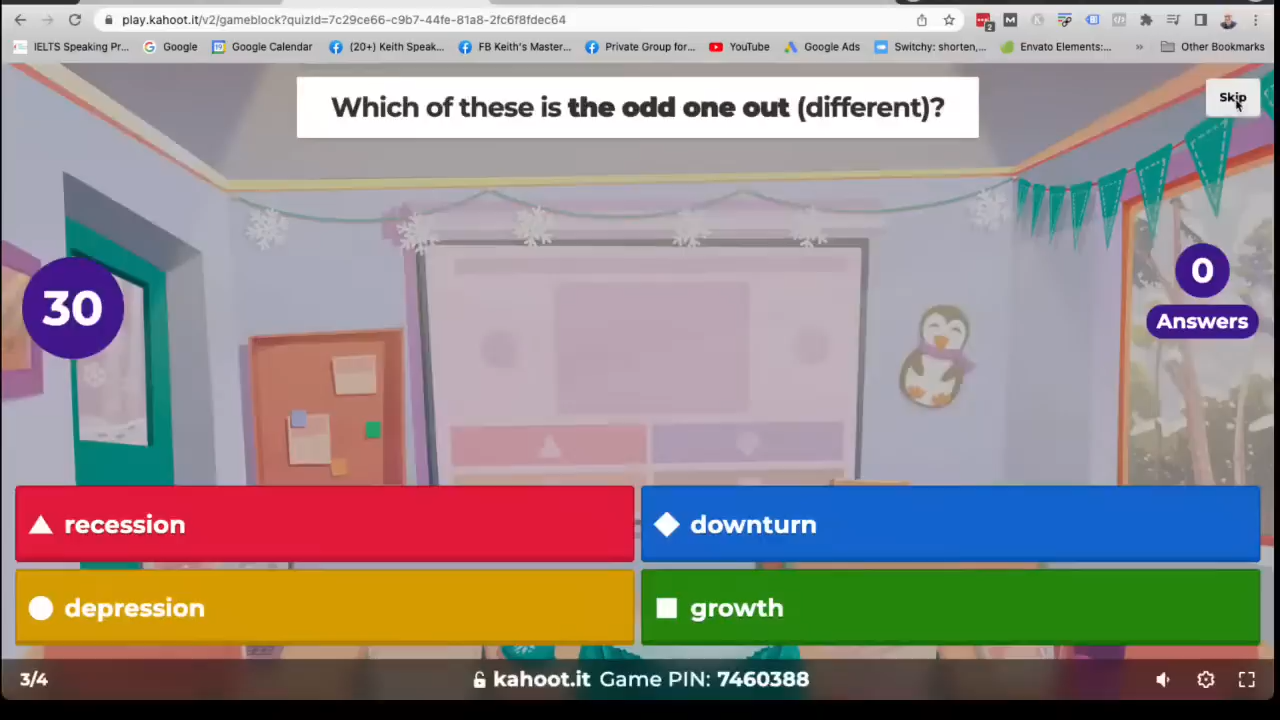 play.kahoot.it/v2/gameblock?quizId=7c29ce66-c9b7-44fe-81a8-2fc6f8fdec64
2
IELTS Speaking Pr...
Google
Google Calendar
(20+) Keith Speak...
FB Keith's Master...
Private Group for...
YouTube
Google Ads
Switchy: shorten,...
Envato Elements:...
»
Other Bookmarks
Which of these is the odd one out (different)?
Skip
30
0
Answers
recession
downturn
depression
growth
3/4
kahoot.it Game PIN: 7460388